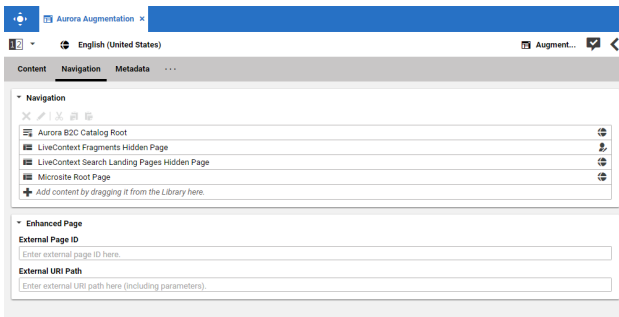 Aurora Augmentation ×
12 English (United States) Augment...
Content Navigation Metadata ...
Navigation
Aurora B2C Catalog Root
LiveContext Fragments Hidden Page
LiveContext Search Landing Pages Hidden Page
Microsite Root Page
Add content by dragging it from the Library here.
Enhanced Page
External Page ID
Enter external page ID here.
External URI Path
Enter external URI path here (including parameters).